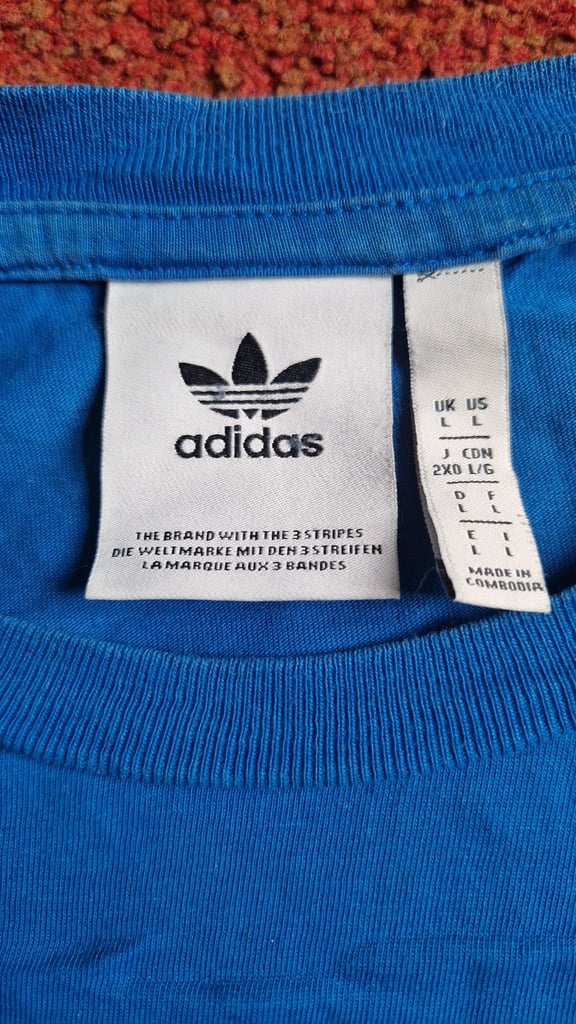 adidas
THE BRAND WITH THE 3 STRIPES
DIE WELTMARKE MIT DEN 3 STREIFEN
LA MARQUE AUX 3 BANDES
UK US
L L
J CDN
2XO L/G
D F
L L
E I
L L
MADE IN
COMBODIA